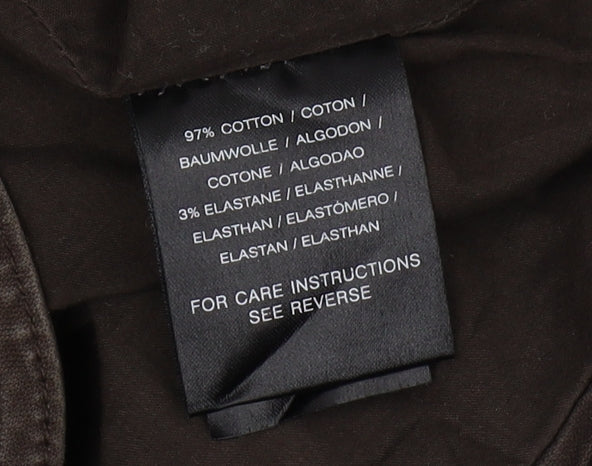 97% COTTON / COTON /
BAUMWOLLE / ALGODON /
COTONE / ALGODAO
3% ELASTANE / ELASTHANNE /
ELASTHAN / ELASTÓMERO /
ELASTAN / ELASTHAN
FOR CARE INSTRUCTIONS
SEE REVERSE